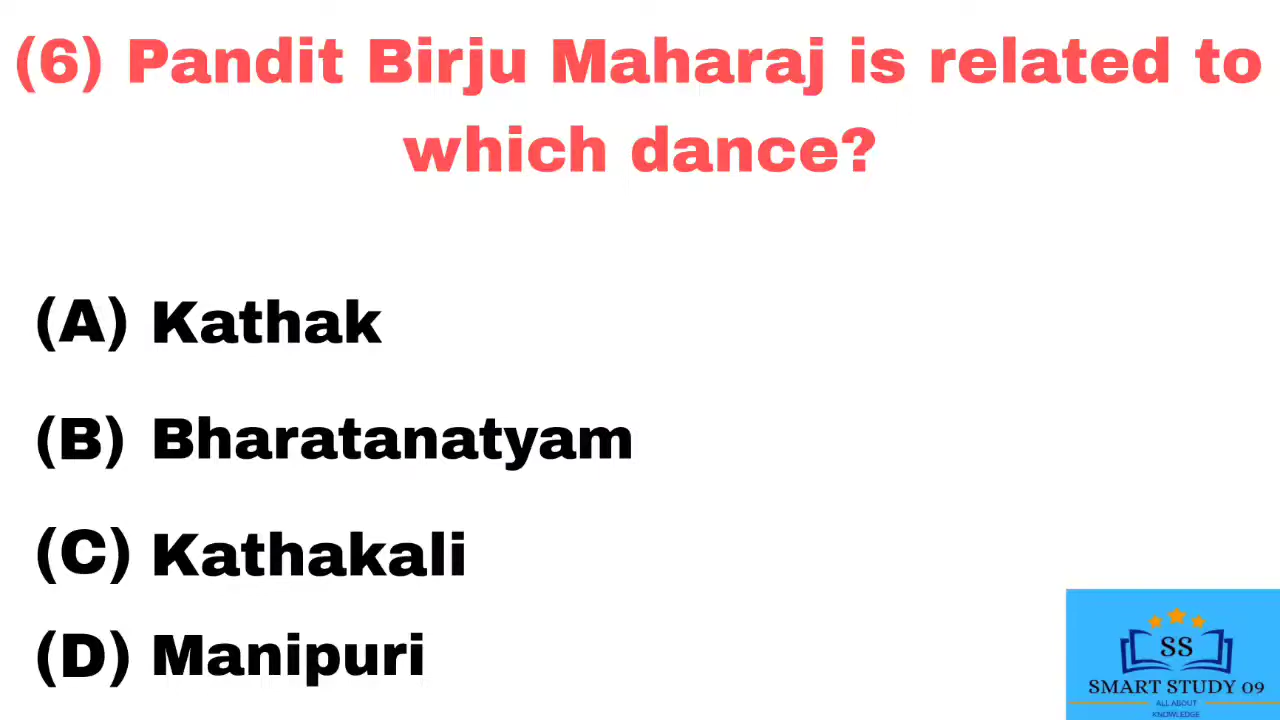 (6) Pandit Birju Maharaj is related to
which dance?
(A) Kathak
(B) Bharatanatyam
(C) Kathakali
(D) Manipuri
SS
SMART STUDY 09
ALL ABOUT
KNOWLEDGE